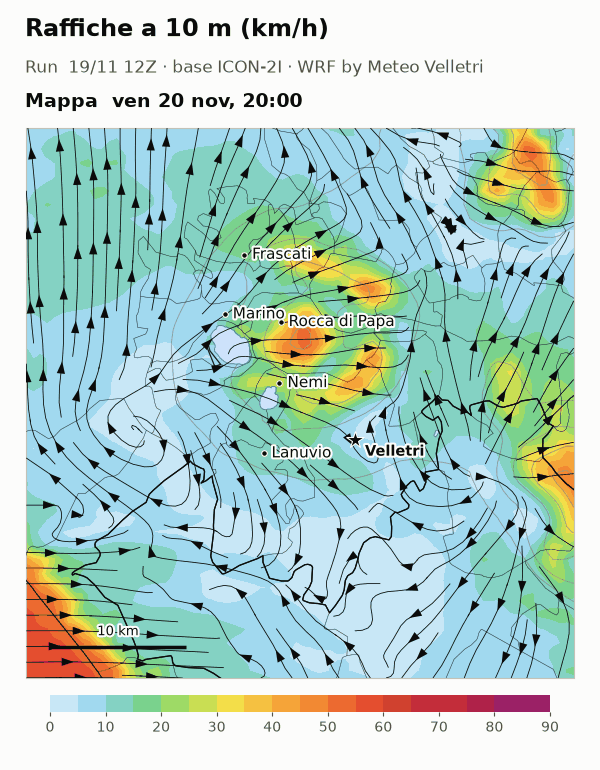 Raffiche a 10 m (km/h)
Run  19/11 12Z · base ICON-2I · WRF by Meteo Velletri
Mappa  ven 20 nov, 20:00
Frascati
Marino
Rocca di Papa
Nemi
Velletri
Lanuvio
10 km
0 10 20 30 40 50 60 70 80 90